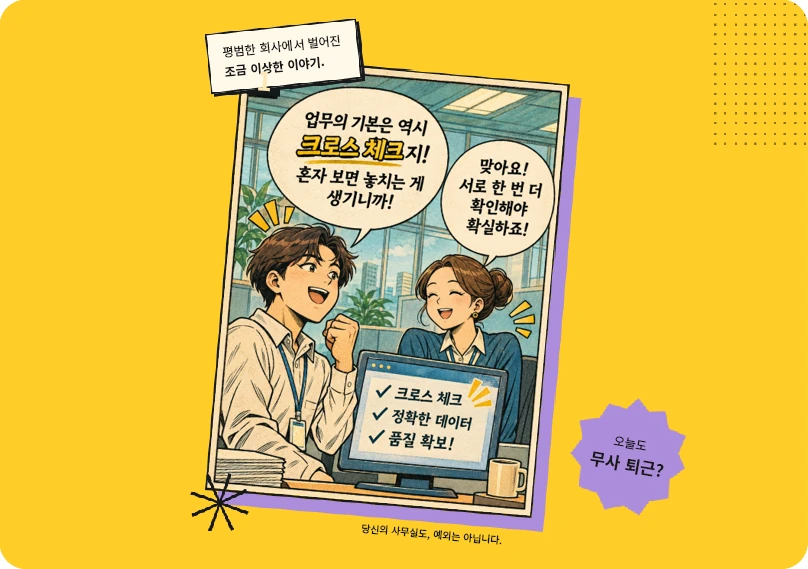 평범한 회사에서 벌어진
조금 이상한 이야기.
업무의 기본은 역시
크로스 체크지!
혼자 보면 놓치는 게
생기니까!
맞아요!
서로 한 번 더
확인해야
확실하죠!
크로스 체크
정확한 데이터
품질 확보!
오늘도
무사 퇴근?
당신의 사무실도, 예외는 아닙니다.